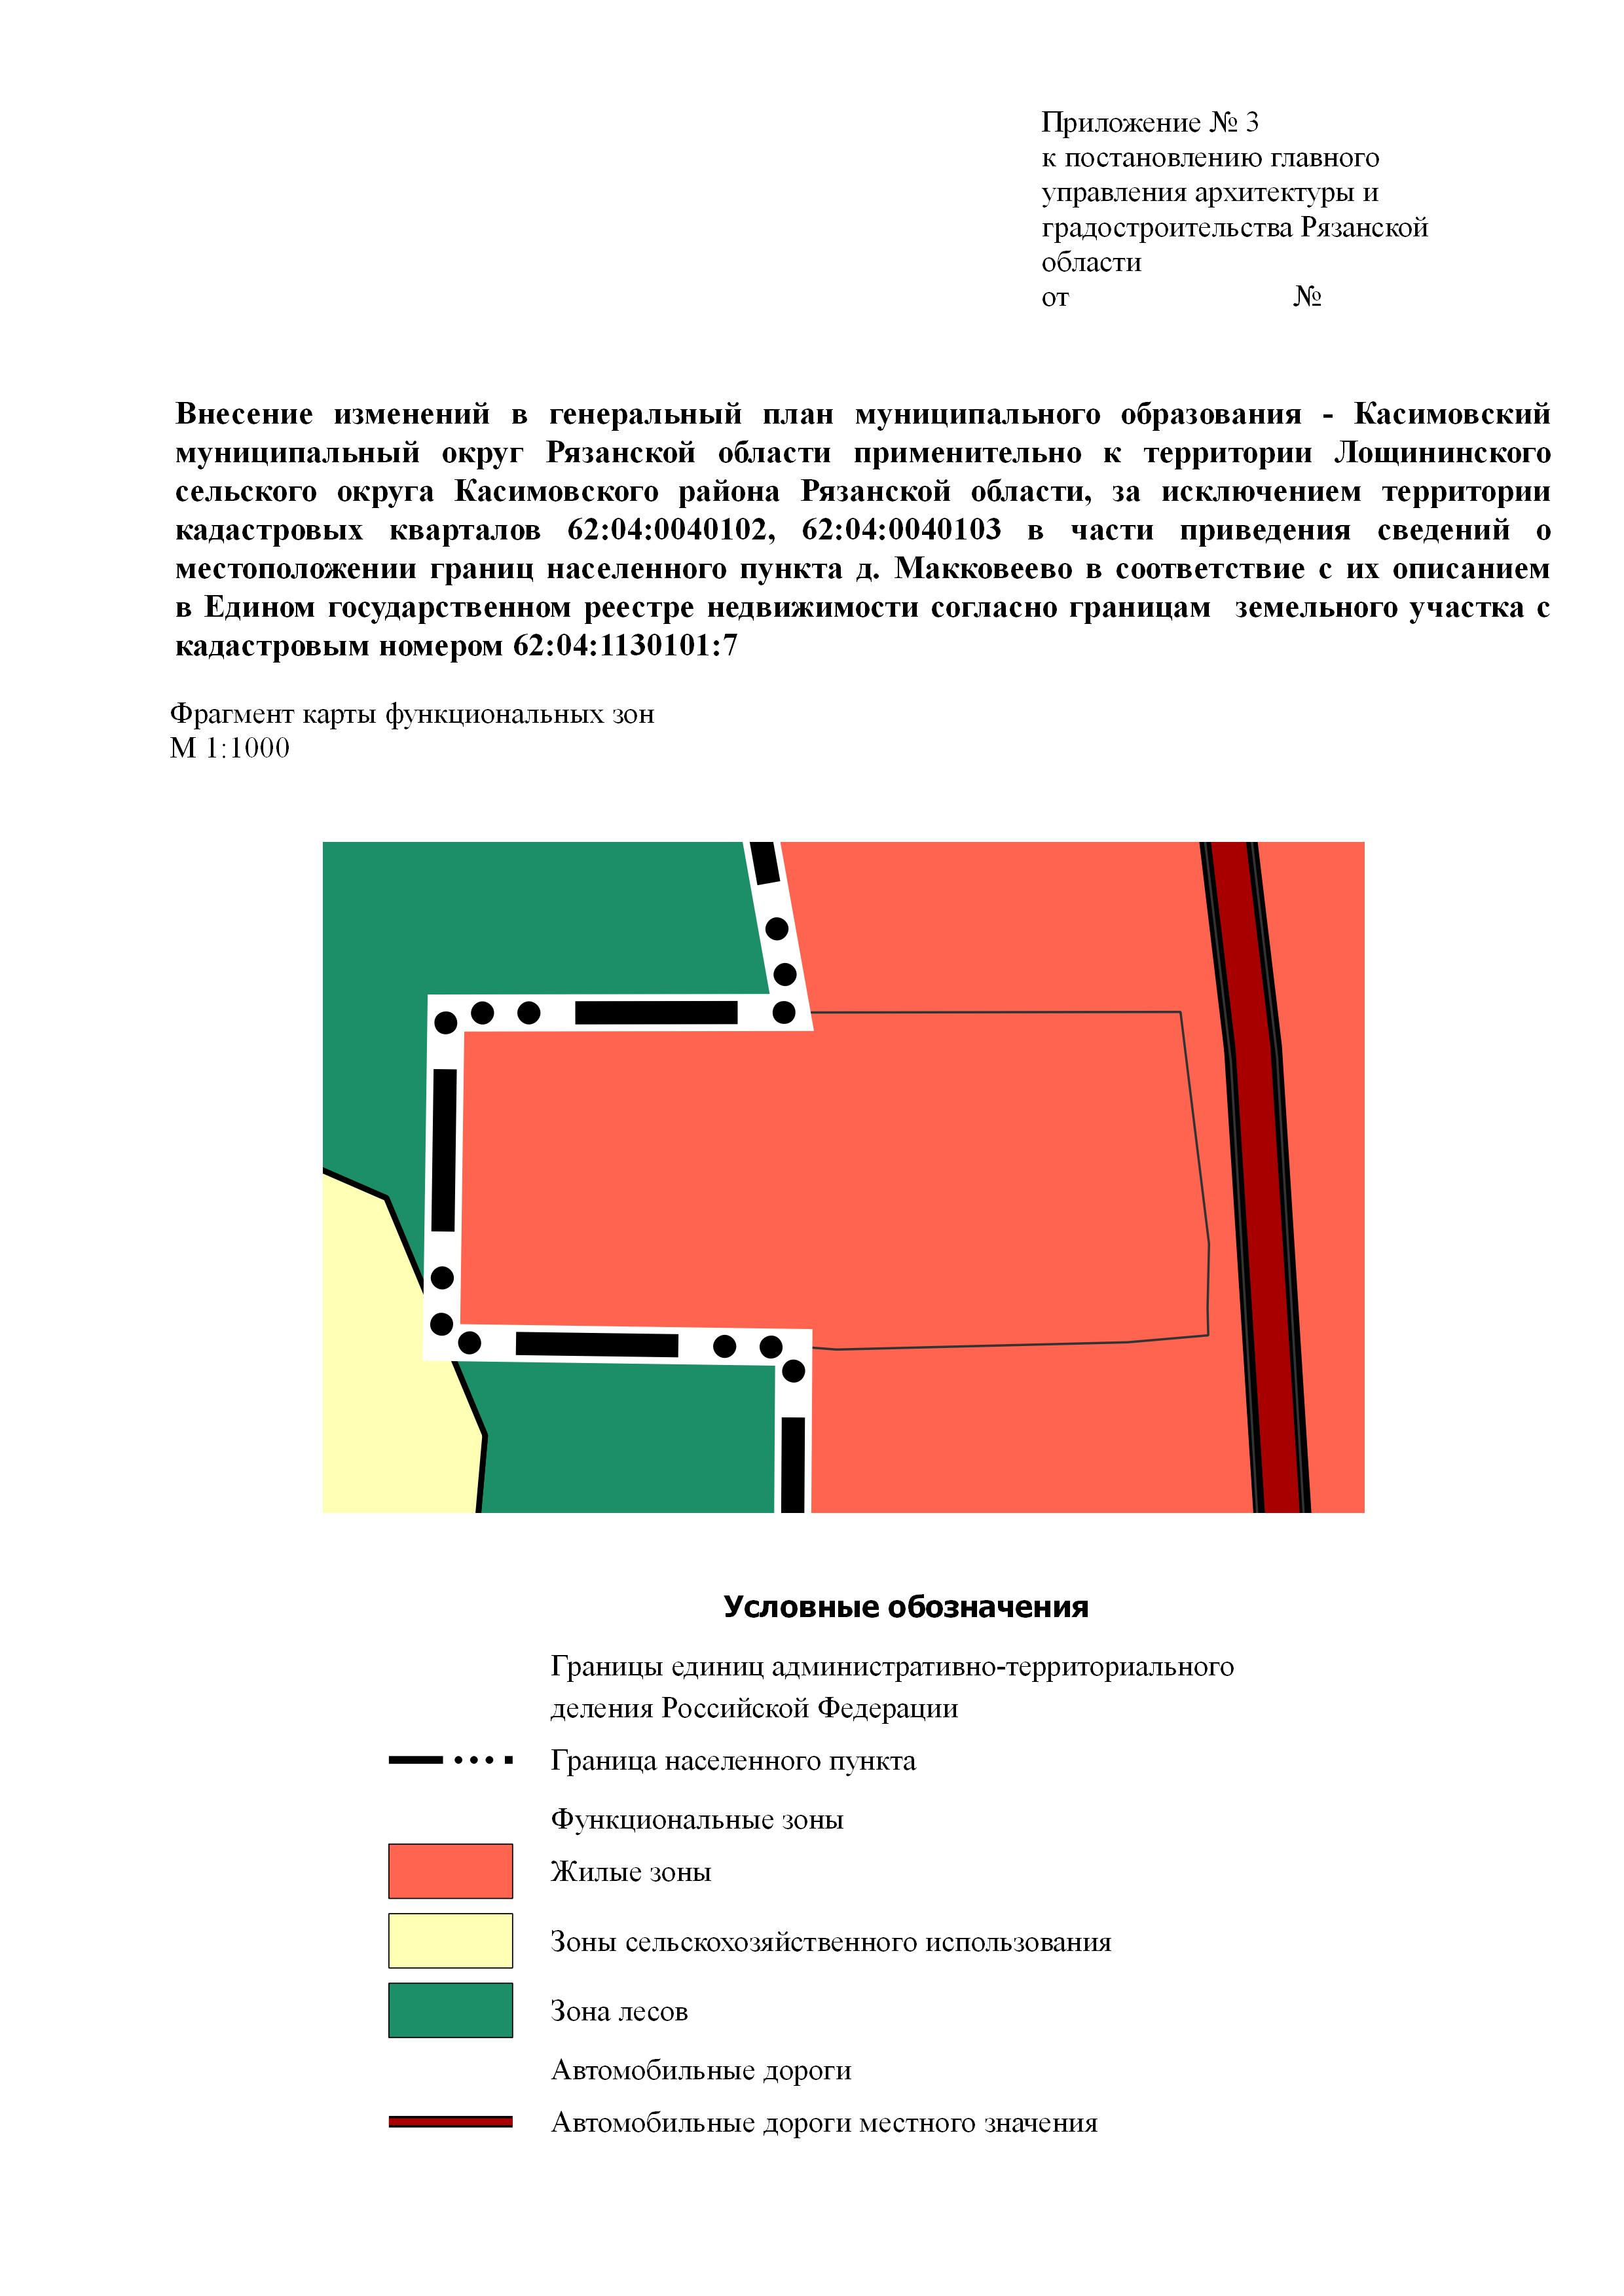 Приложение № 3
к постановлению главного
управления архитектуры и
градостроительства Рязанской
области
от №
Внесение изменений в генеральный план муниципального образования - Касимовский
муниципальный округ Рязанской области применительно к территории Лощининского
сельского округа Касимовского района Рязанской области, за исключением территории
кадастровых кварталов 62:04:0040102, 62:04:0040103 в части приведения сведений о
местоположении границ населенного пункта д. Макковеево в соответствие с их описанием
в Едином государственном реестре недвижимости согласно границам земельного участка с
кадастровым номером 62:04:1130101:7
Фрагмент карты функциональных зон
М 1:1000
Условные обозначения
Границы единиц административно-территориального
деления Российской Федерации
Граница населенного пункта
Функциональные зоны
Жилые зоны
Зоны сельскохозяйственного использования
Зона лесов
Автомобильные дороги
Автомобильные дороги местного значения